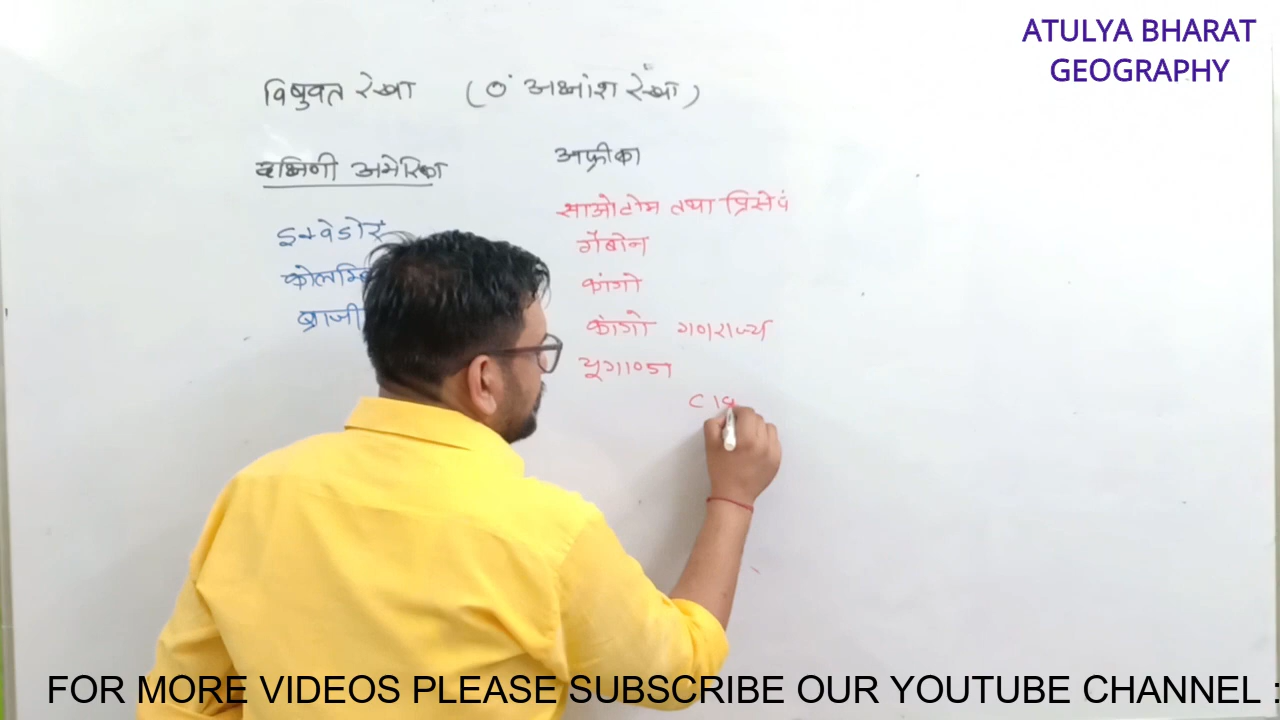 ATULYA BHARAT
GEOGRAPHY
विषुवत रेखा (0° अक्षांश रेखा)
दक्षिणी अमेरिका
इक्वेडोर
ब्राजी
अफ्रीका
साओटोम तथा प्रिंसेप
गैबोन
कांगो
कांगो गणराज्य
यूगाण्डा
FOR MORE VIDEOS PLEASE SUBSCRIBE OUR YOUTUBE CHANNEL :